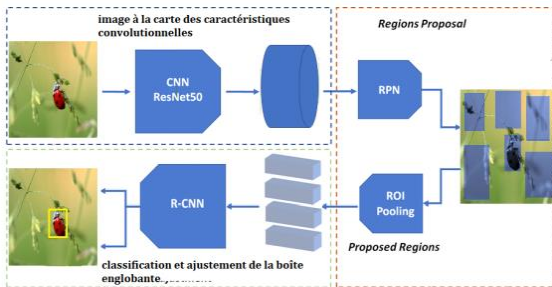 image à la carte des caractéristiques
convolutionnelles
Regions Proposal
CNN
ResNet50
RPN
R-CNN
ROI
Pooling
Proposed Regions
classification et ajustement de la boîte
englobante